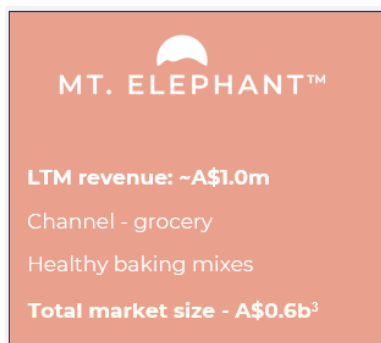 MT. ELEPHANT™
LTM revenue: ~A$1.0m
Channel - grocery
Healthy baking mixes
Total market size - A$0.6b³